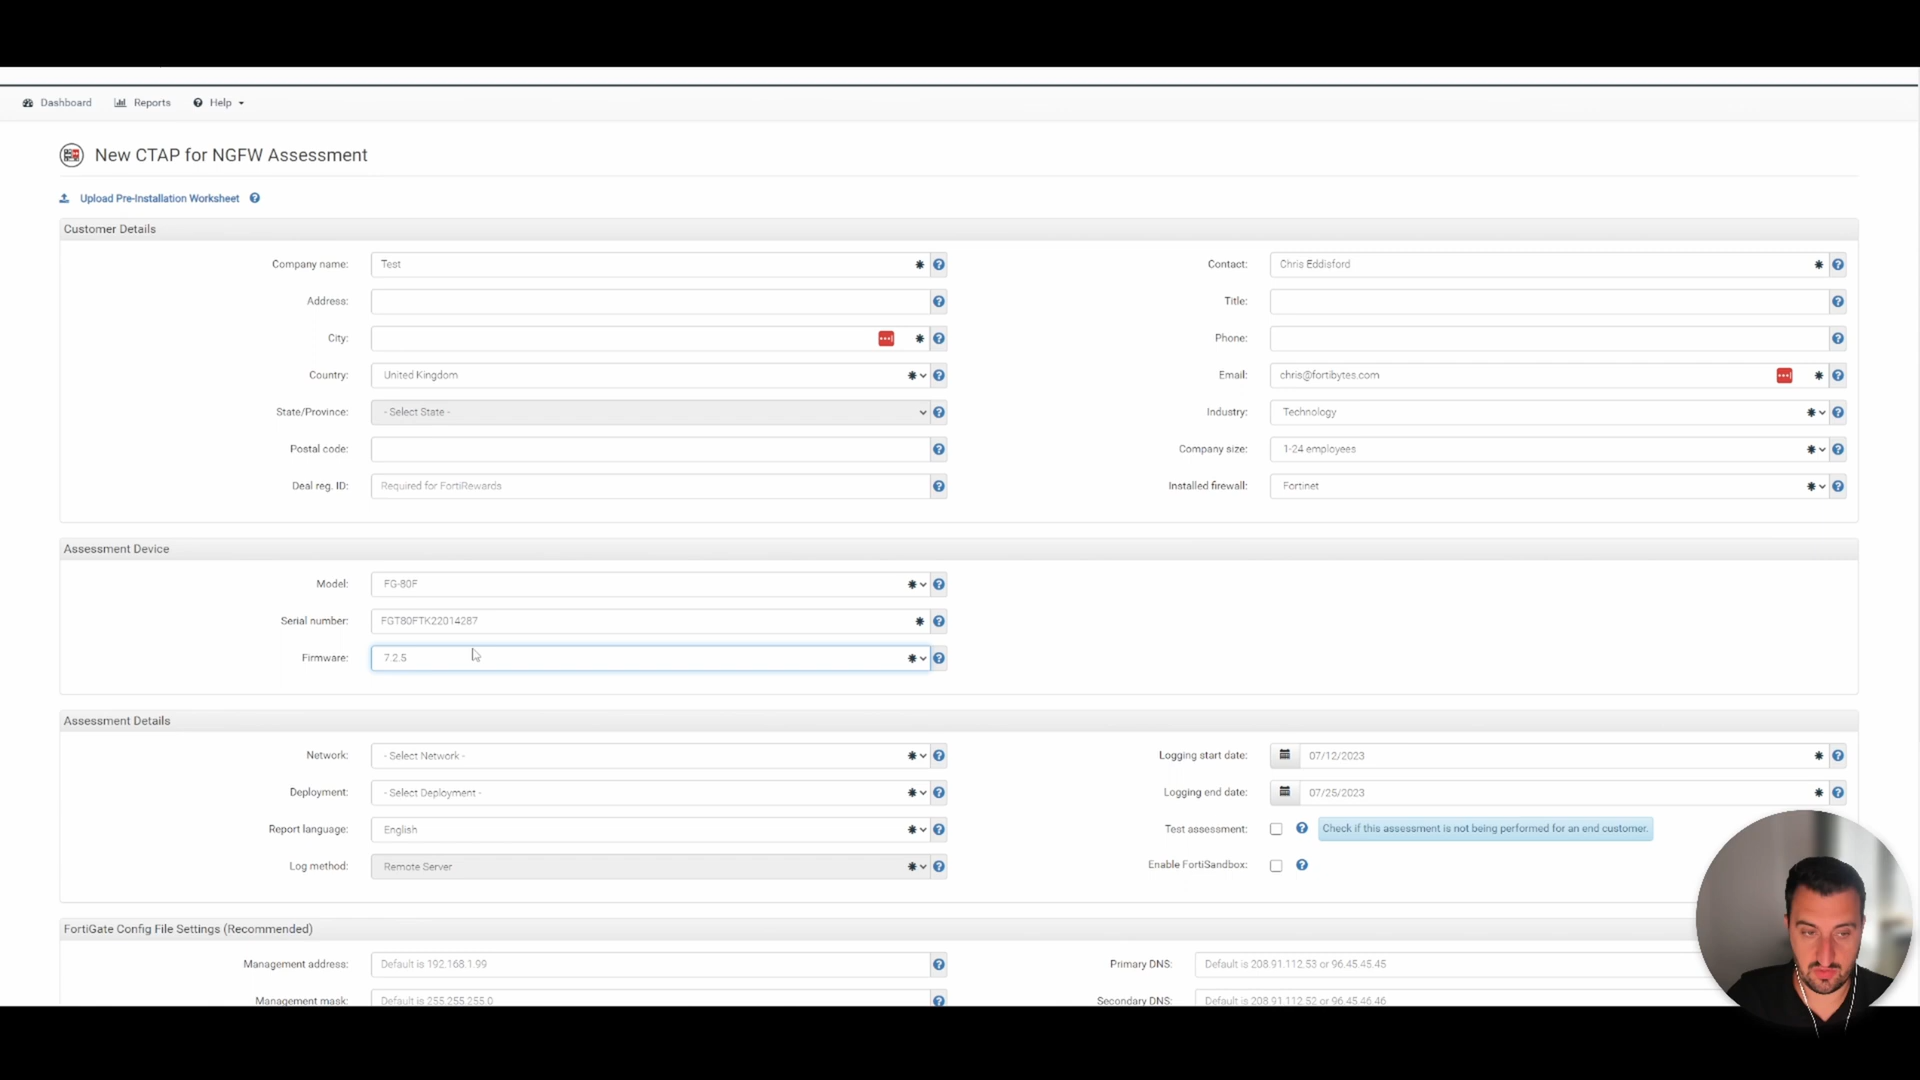 Dashboard Reports Help
New CTAP for NGFW Assessment
Upload Pre-Installation Worksheet
Customer Details
Company name: Test
Contact: Chris Eddisford
Address:
Title:
City:
Phone:
Country: United Kingdom
Email: chris@fortibytes.com
State/Province: - Select State -
Industry: Technology
Postal code:
Company size: 1-24 employees
Deal reg. ID: Required for FortiRewards
Installed firewall: Fortinet
Assessment Device
Model: FG-80F
Serial number: FGT80FTK22014287
Firmware: 7.2.5
Assessment Details
Network: - Select Network -
Logging start date: 07/12/2023
Deployment: - Select Deployment -
Logging end date: 07/25/2023
Report language: English
Test assessment: Check if this assessment is not being performed for an end customer.
Log method: Remote Server
Enable FortiSandbox:
FortiGate Config File Settings (Recommended)
Management address: Default is 192.168.1.99
Primary DNS: Default is 208.91.112.53 or 96.45.45.45
Management mask: Default is 255.255.255.0
Secondary DNS: Default is 208.91.112.52 or 96.45.46.46